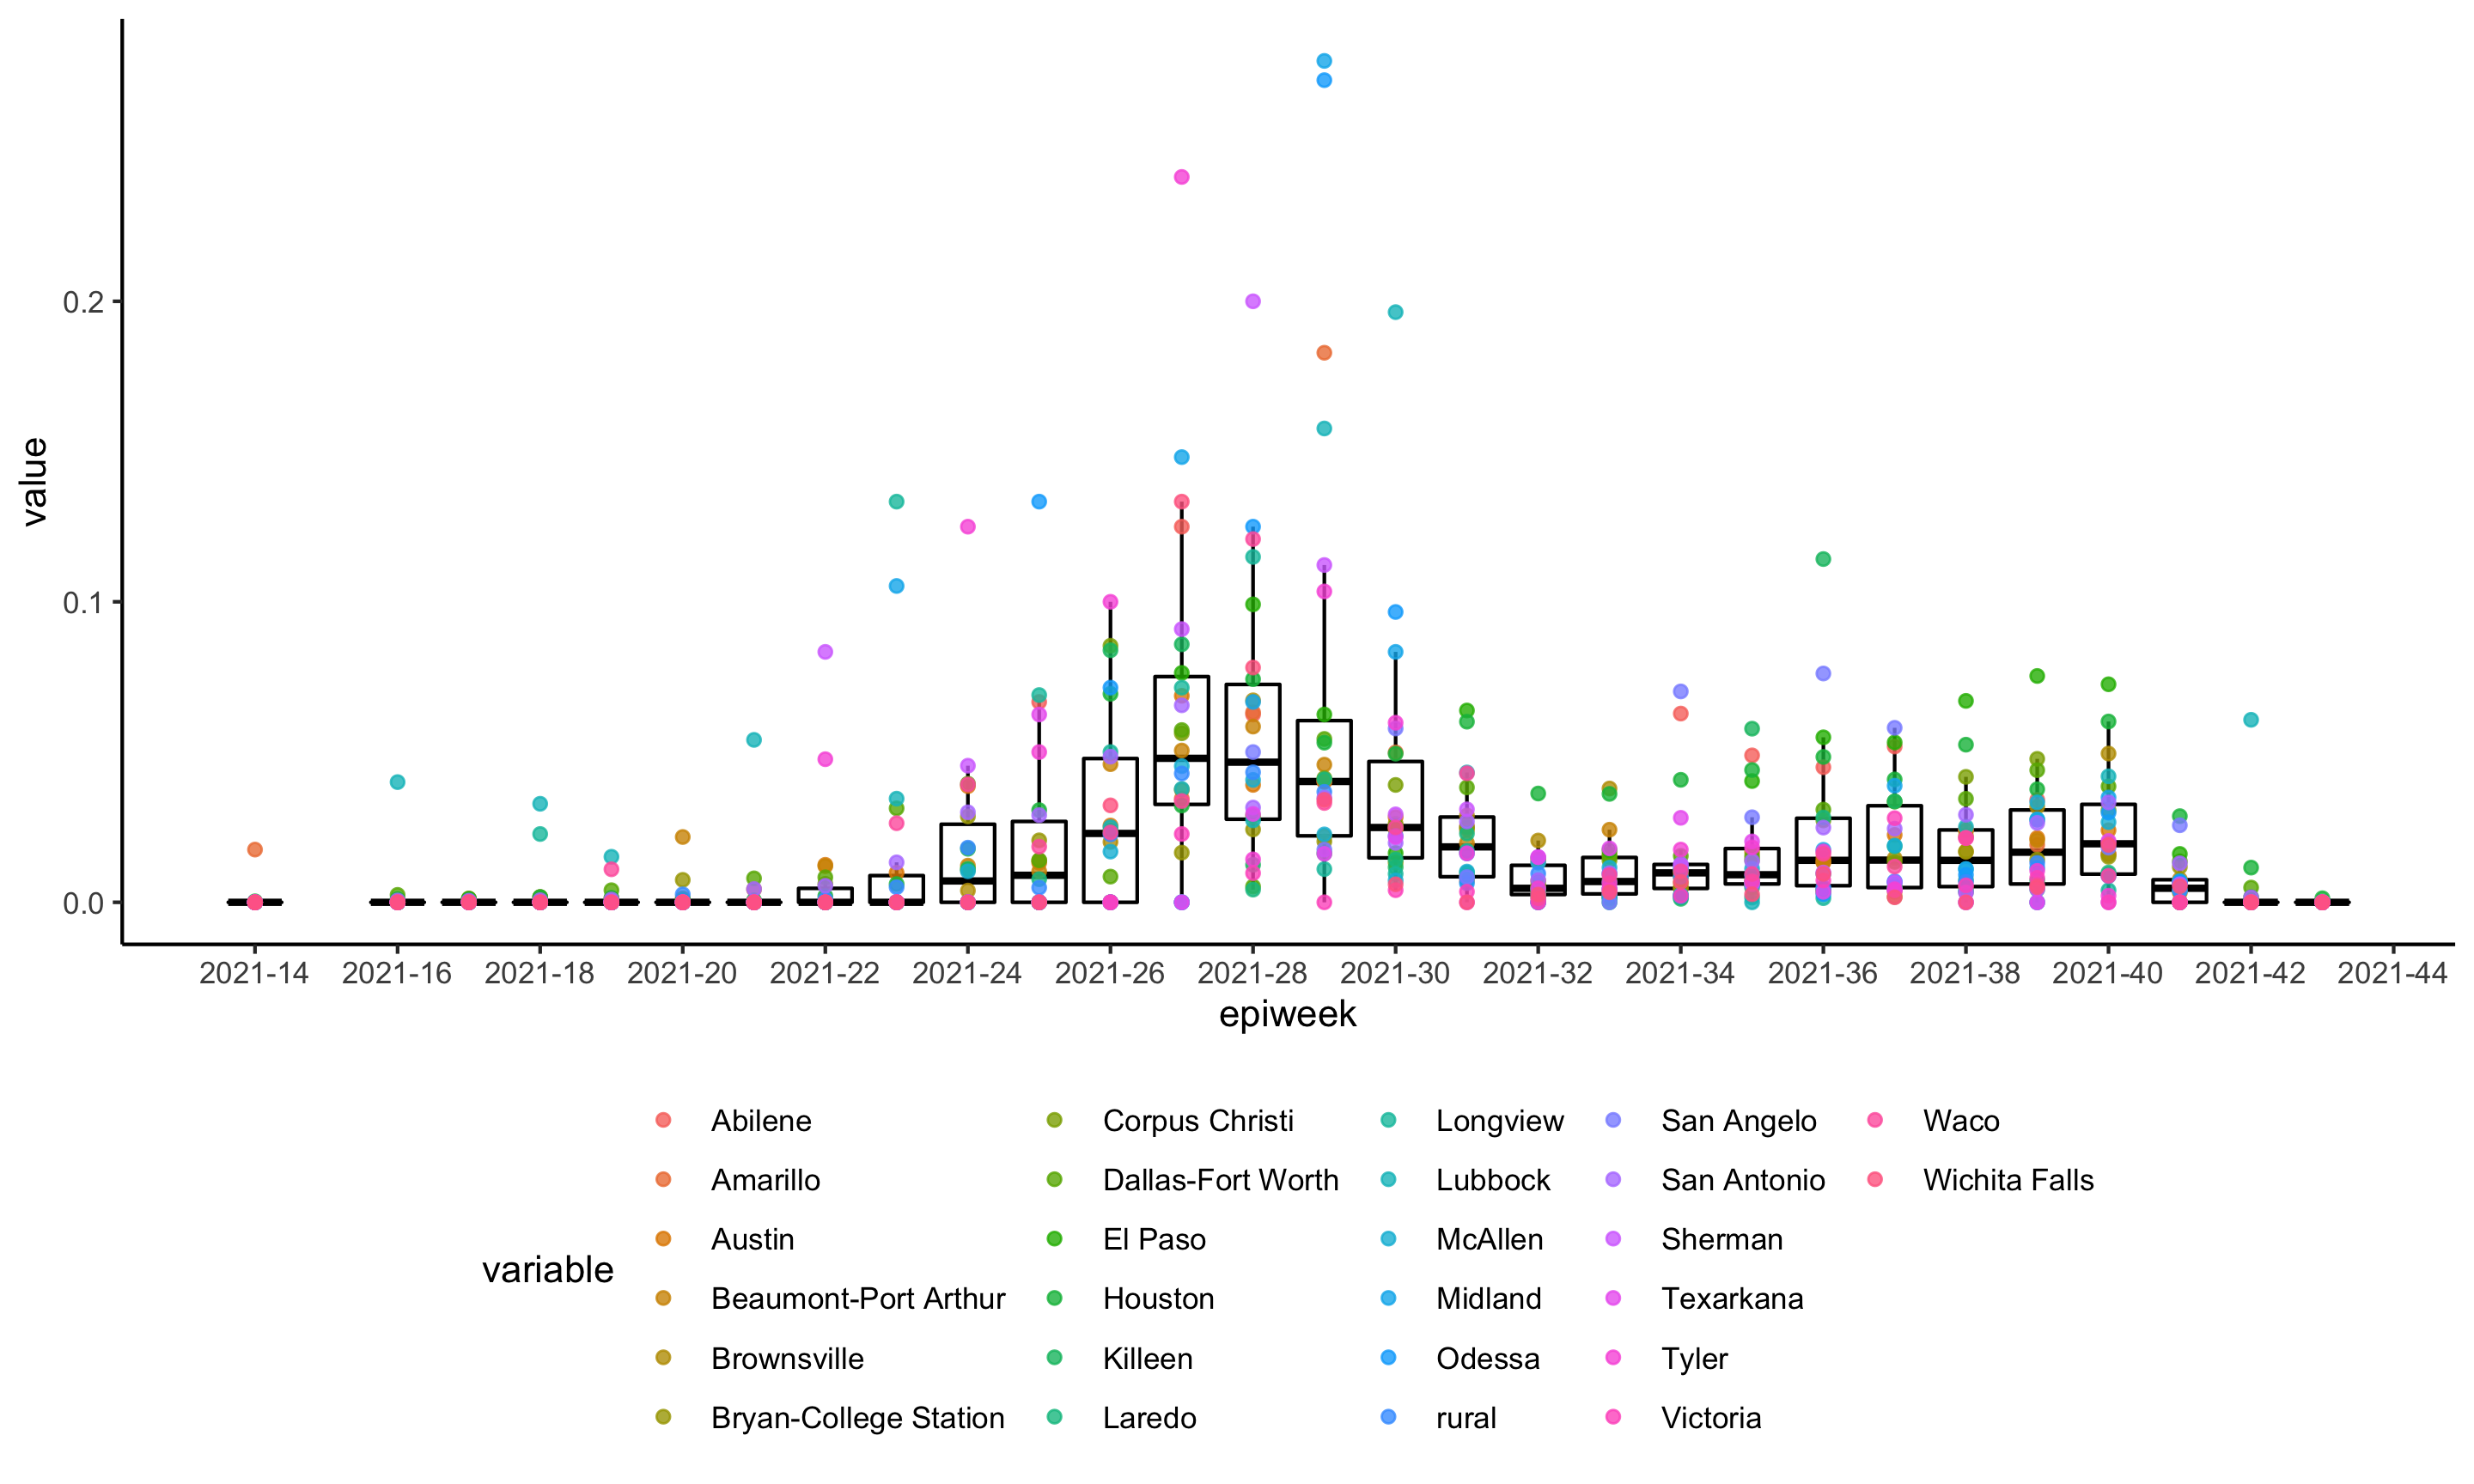 value
0.2
0.1
0.0
2021-14 2021-16 2021-18 2021-20 2021-22 2021-24 2021-26 2021-28 2021-30 2021-32 2021-34 2021-36 2021-38 2021-40 2021-42 2021-44
epiweek
variable
Abilene
Amarillo
Austin
Beaumont-Port Arthur
Brownsville
Bryan-College Station
Corpus Christi
Dallas-Fort Worth
El Paso
Houston
Killeen
Laredo
Longview
Lubbock
McAllen
Midland
Odessa
rural
San Angelo
San Antonio
Sherman
Texarkana
Tyler
Victoria
Waco
Wichita Falls